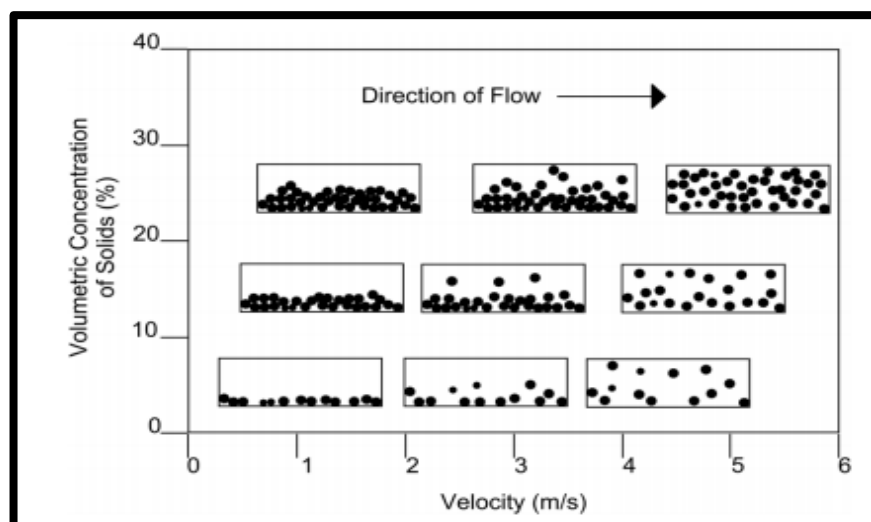 40
30
20
10
0
Volumetric Concentration
of Solids (%)
Direction of Flow
0 1 2 3 4 5 6
Velocity (m/s)